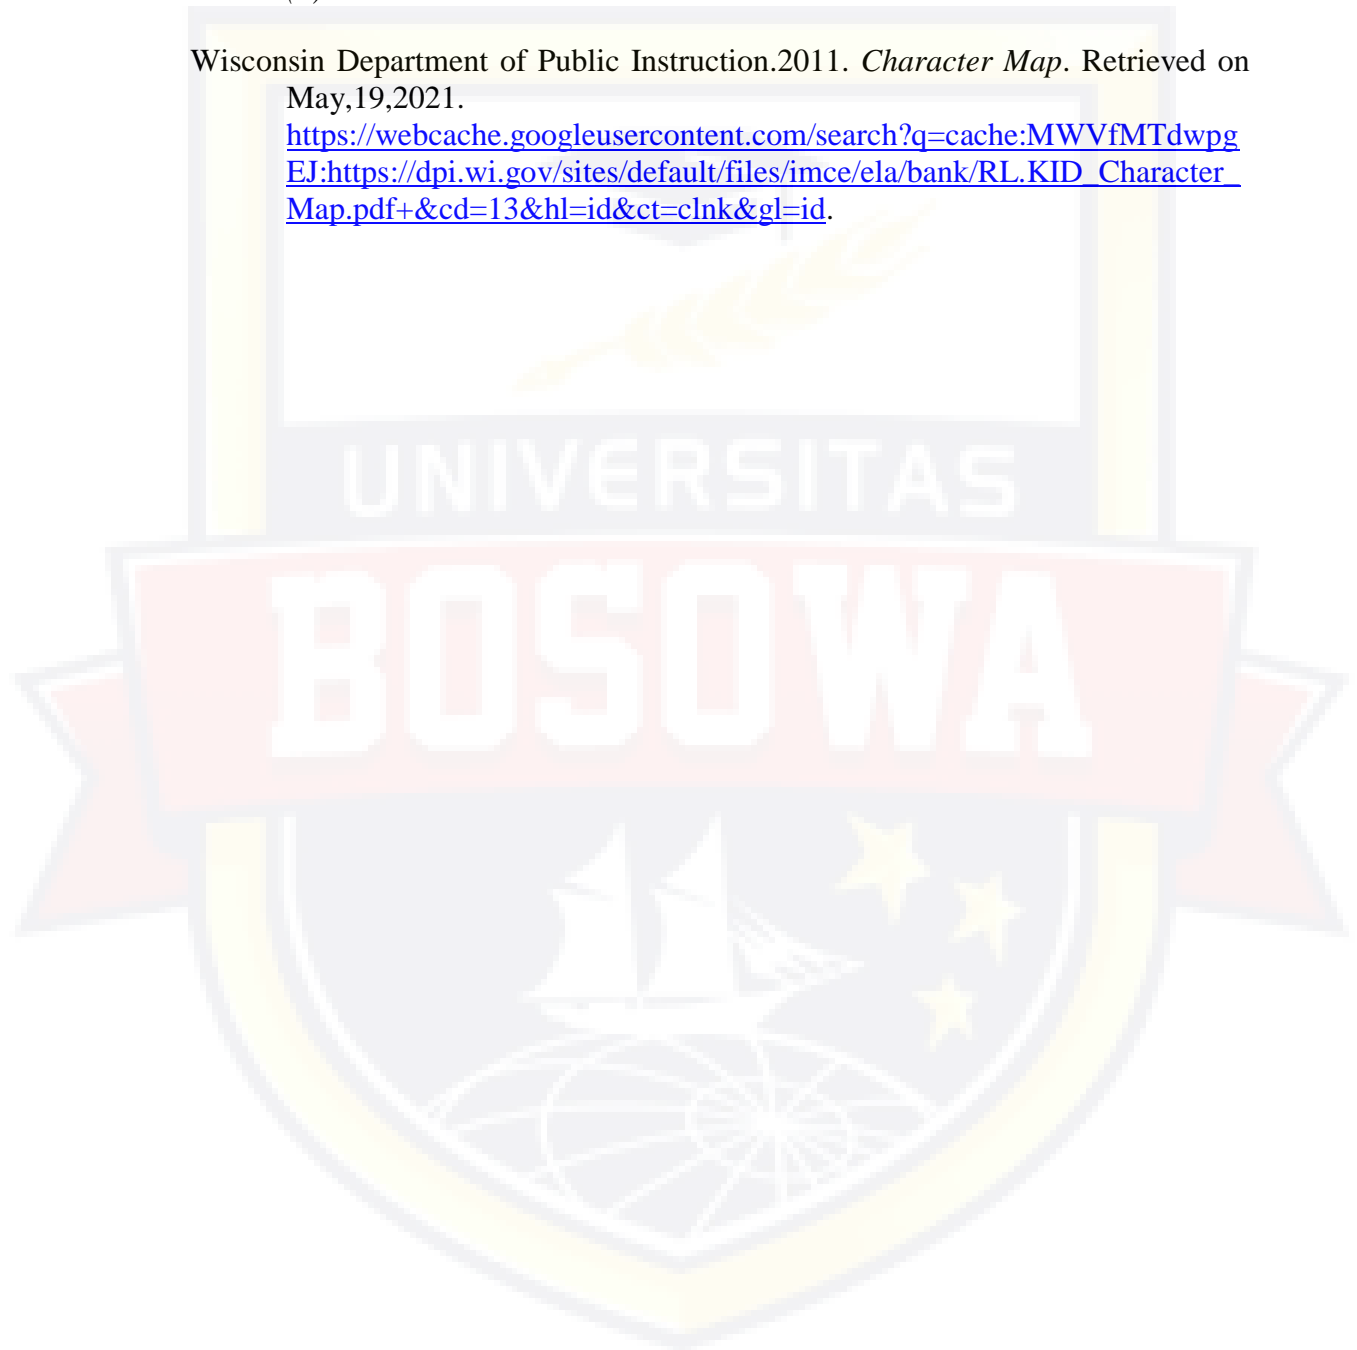 Wisconsin Department of Public Instruction.2011. Character Map. Retrieved on
May,19,2021.
https://webcache.googleusercontent.com/search?q=cache:MWVfMTdwpg
EJ:https://dpi.wi.gov/sites/default/files/imce/ela/bank/RL.KID_Character_
Map.pdf+&cd=13&hl=id&ct=clnk&gl=id.
UNIVERSITAS
BOSOWA